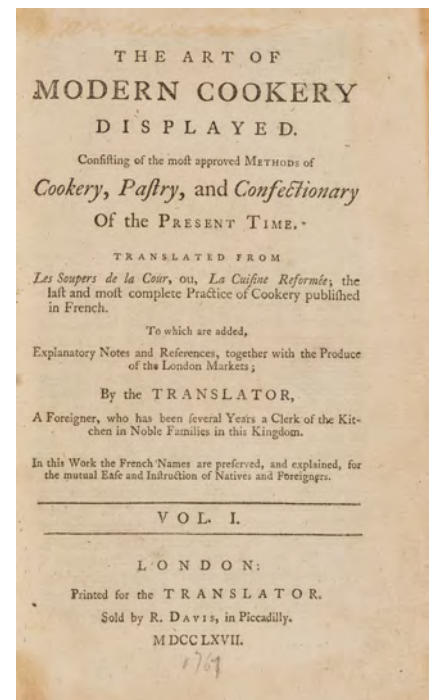 THE ART OF
MODERN COOKERY
DISPLAYED.
Conſiſting of the moſt approved METHODS of
Cookery, Paſtry, and Confectionary
Of the PRESENT TIME.
TRANSLATED FROM
Les Soupers de la Cour, ou, La Cuiſine Reformée; the
laſt and moſt complete Practice of Cookery publiſhed
in French.
To which are added,
Explanatory Notes and References, together with the Produce
of the London Markets;
By the TRANSLATOR,
A Foreigner, who has been ſeveral Years a Clerk of the Kit-
chen in Noble Families in this Kingdom.
In this Work the French Names are preſerved, and explained, for
the mutual Eaſe and Inſtruction of Natives and Foreigners.
VOL. I.
LONDON:
Printed for the TRANSLATOR.
Sold by R. DAVIS, in Piccadilly.
MDCCLXVII.
1767